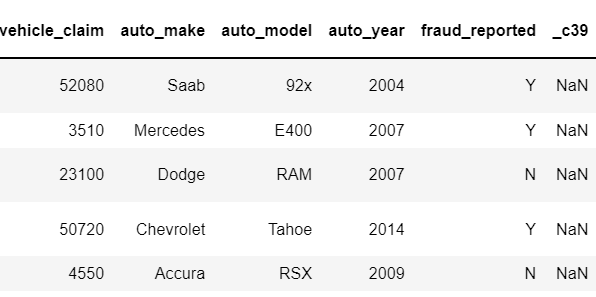 vehicle_claim auto_make auto_model auto_year fraud_reported _c39
52080 Saab 92x 2004 Y NaN
3510 Mercedes E400 2007 Y NaN
23100 Dodge RAM 2007 N NaN
50720 Chevrolet Tahoe 2014 Y NaN
4550 Accura RSX 2009 N NaN